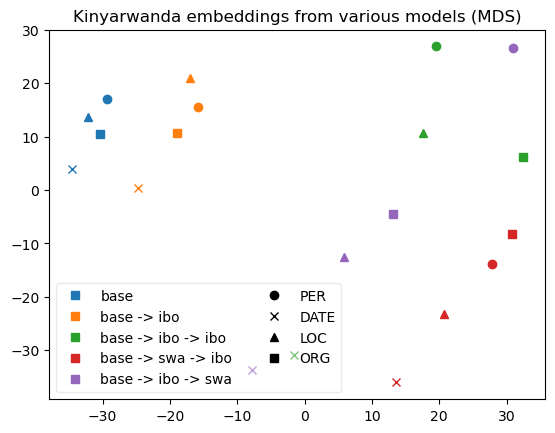 Kinyarwanda embeddings from various models (MDS)
30
20
10
0
−10
−20
−30
−30 −20 −10 0 10 20 30
base
base -> ibo
base -> ibo -> ibo
base -> swa -> ibo
base -> ibo -> swa
PER
DATE
LOC
ORG